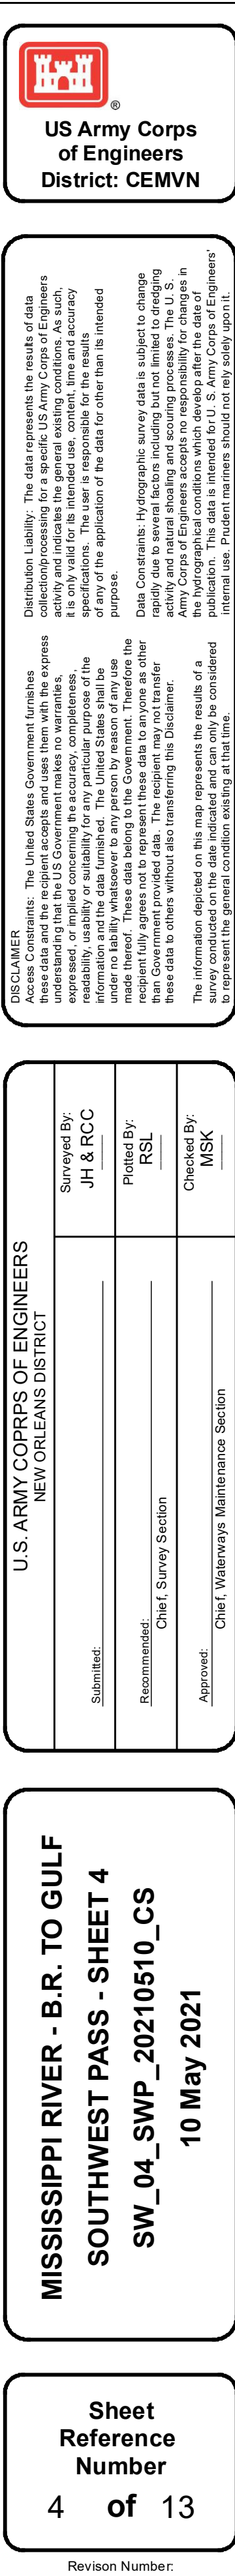 ®
US Army Corps
of Engineers
District: CEMVN
DISCLAIMER
Access Constraints: The United States Government furnishes
these data and the recipient accepts and uses them with the express
understanding that the US Government makes no warranties,
expressed, or implied concerning the accuracy, completeness,
readability, usability or suitability for any particular purpose of the
information and the data furnished. The United States shall be
under no liability whatsoever to any person by reason of any use
made thereof. These data belong to the Government. Therefore the
recipient fully agrees not to represent these data to anyone as other
than Government provided data. The recipient may not transfer
these data to others without also transferring this Disclaimer.
The information depicted on this map represents the results of a
survey conducted on the date indicated and can only be considered
to represent the general condition existing at that time.
Distribution Liability: The data represents the results of data
collection/processing for a specific US Army Corps of Engineers
activity and indicates the general existing conditions. As such,
it is only valid for its intended use, content, time and accuracy
specifications. The user is responsible for the results
of any of the application of the data for other than its intended
purpose.
Data Constraints: Hydrographic survey data is subject to change
rapidly due to several factors including but not limited to dredging
activity and natural shoaling and scouring processes. The U. S.
Army Corps of Engineers accepts no responsibility for changes in
the hydrographical conditions which develop after the date of
publication. This data is intended for U. S. Army Corps of Engineers'
internal use. Prudent mariners should not rely solely upon it.
U.S. ARMY COPRPS OF ENGINEERS
NEW ORLEANS DISTRICT
Submitted:
Surveyed By:
JH & RCC
Recommended:
Chief, Survey Section
Plotted By:
RSL
Approved:
Chief, Waterways Maintenance Section
Checked By:
MSK
MISSISSIPPI RIVER - B.R. TO GULF
SOUTHWEST PASS - SHEET 4
SW_04_SWP_20210510_CS
10 May 2021
Sheet
Reference
Number
4 of 13
Revison Number: